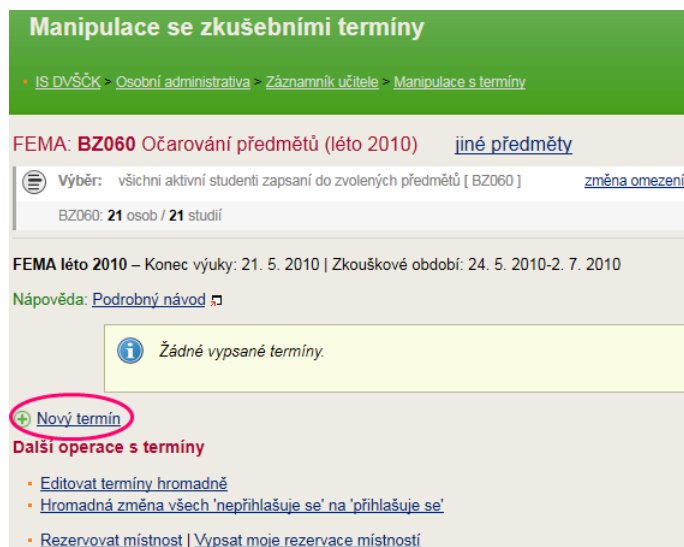 Manipulace se zkušebními termíny
IS DVŠČK > Osobní administrativa > Záznamník učitele > Manipulace s termíny
FEMA: BZ060 Očarování předmětů (léto 2010) jiné předměty
Výběr: všichni aktivní studenti zapsaní do zvolených předmětů [ BZ060 ] změna omezení
BZ060: 21 osob / 21 studií
FEMA léto 2010 – Konec výuky: 21. 5. 2010 | Zkouškové období: 24. 5. 2010-2. 7. 2010
Nápověda: Podrobný návod
Žádné vypsané termíny.
Nový termín
Další operace s termíny
Editovat termíny hromadně
Hromadná změna všech 'nepřihlašuje se' na 'přihlašuje se'
Rezervovat místnost | Vypsat moje rezervace místností